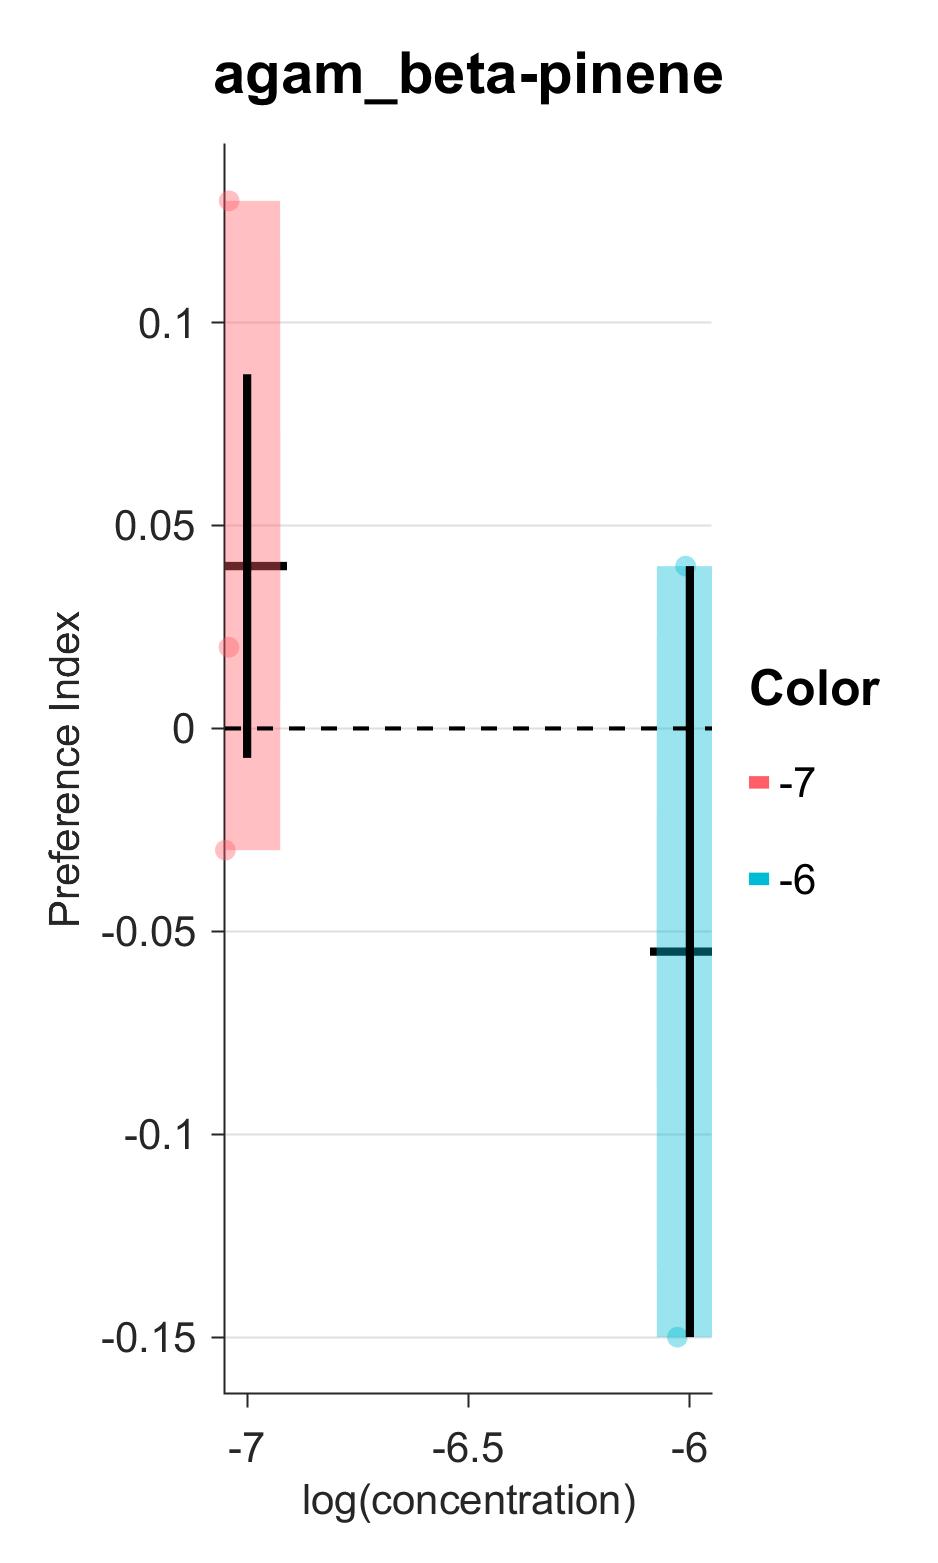 agam_beta-pinene
0.1
0.05
0
-0.05
-0.1
-0.15
Preference Index
-7
-6.5
-6
log(concentration)
Color
-7
-6